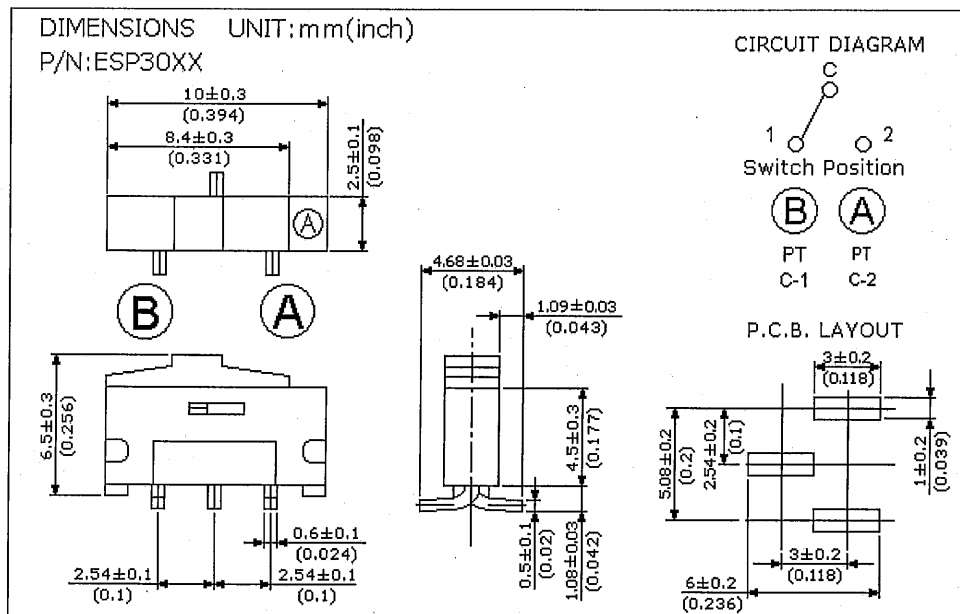 DIMENSIONS UNIT:mm(inch)
P/N:ESP30XX
10±0.3
(0.394)
8.4±0.3
(0.331)
2.5±0.1
(0.098)
A
B
A
CIRCUIT DIAGRAM
C
1
2
Switch Position
B
A
PT
PT
C-1
C-2
4.68±0.03
(0.184)
1.09±0.03
(0.043)
6.5±0.3
(0.256)
4.5±0.3
(0.177)
0.6±0.1
(0.024)
2.54±0.1
(0.1)
2.54±0.1
(0.1)
0.5±0.1
(0.02)
1.08±0.03
(0.042)
P.C.B. LAYOUT
3±0.2
(0.118)
5.08±0.2
(0.2)
2.54±0.2
(0.1)
1±0.2
(0.039)
3±0.2
(0.118)
6±0.2
(0.236)